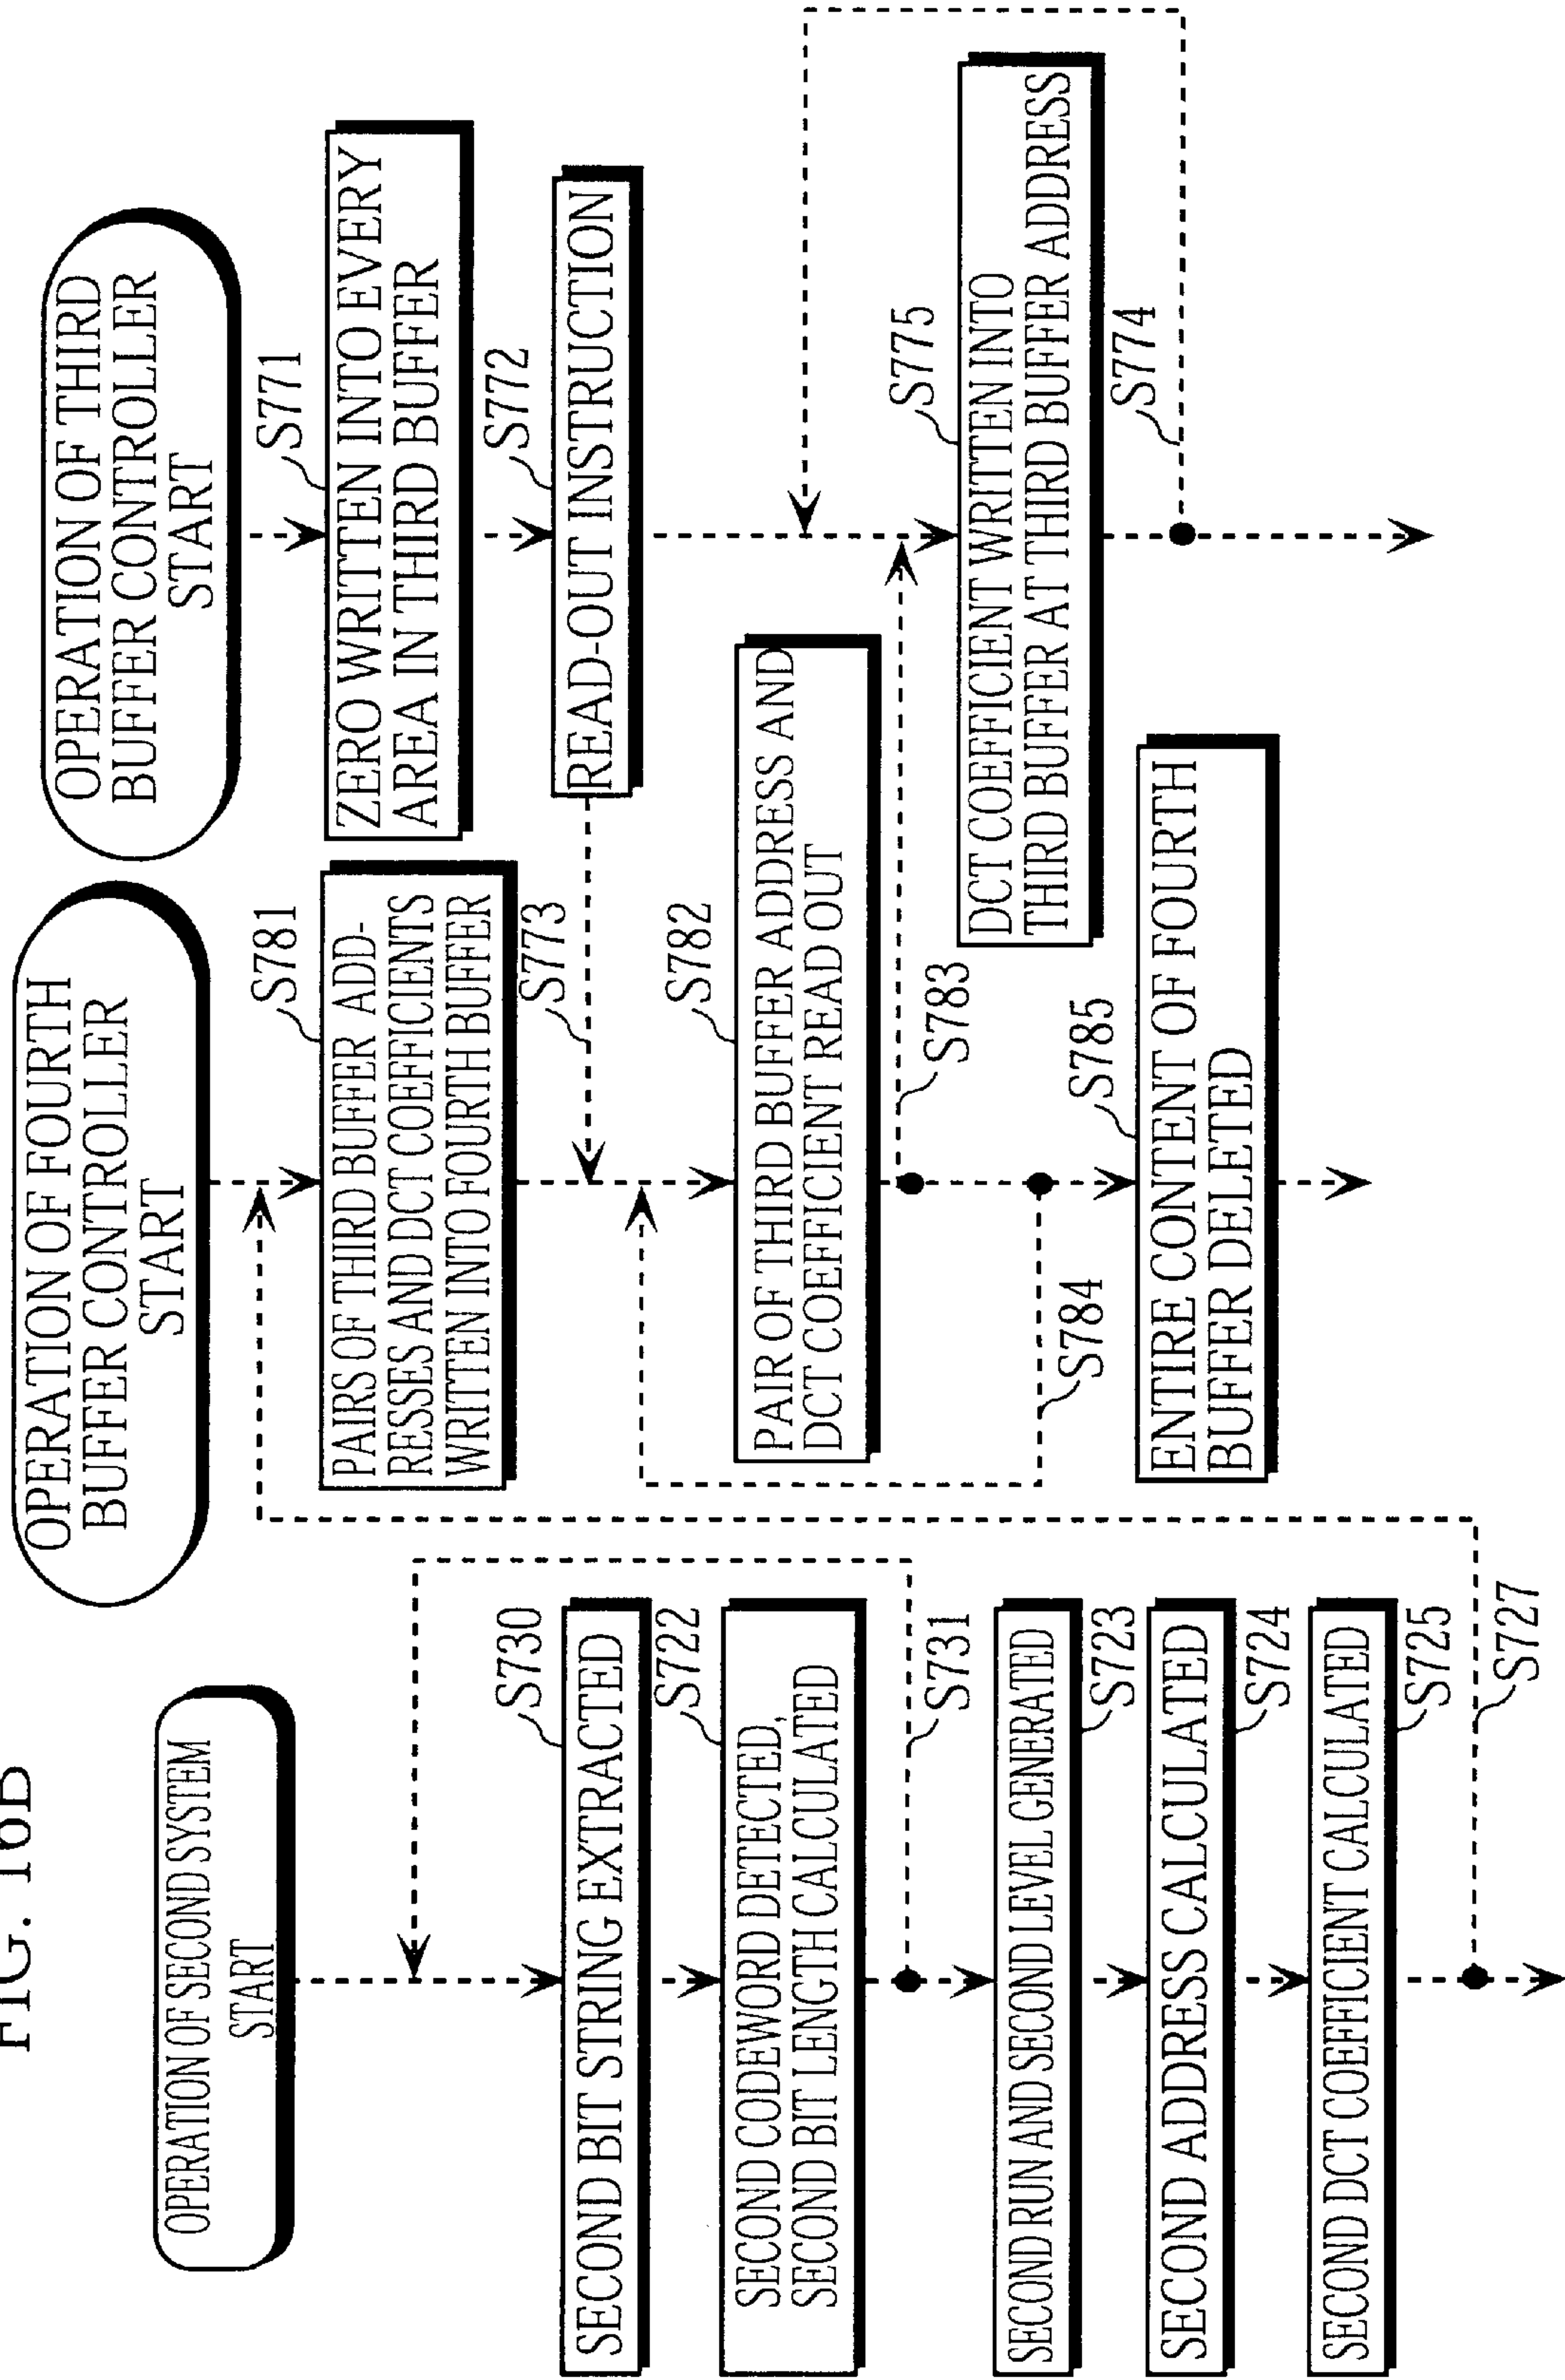 FIG. 16B
OPERATION OF SECOND SYSTEM
START
S730
SECOND BIT STRING EXTRACTED
S722
SECOND CODEWORD DETECTED,
SECOND BIT LENGTH CALCULATED
S731
SECOND RUN AND SECOND LEVEL GENERATED
S723
SECOND ADDRESS CALCULATED
S724
SECOND DCT COEFFICIENT CALCULATED
S725
S727
OPERATION OF FOURTH
BUFFER CONTROLLER
START
S781
PAIRS OF THIRD BUFFER ADD-
RESSES AND DCT COEFFICIENTS
WRITTEN INTO FOURTH BUFFER
S773
S782
PAIR OF THIRD BUFFER ADDRESS AND
DCT COEFFICIENT READ OUT
S783
S784
S785
ENTIRE CONTENT OF FOURTH
BUFFER DELETED
OPERATION OF THIRD
BUFFER CONTROLLER
START
S771
ZERO WRITTEN INTO EVERY
AREA IN THIRD BUFFER
S772
READ-OUT INSTRUCTION
S775
DCT COEFFICIENT WRITTEN INTO
THIRD BUFFER AT THIRD BUFFER ADDRESS
S774